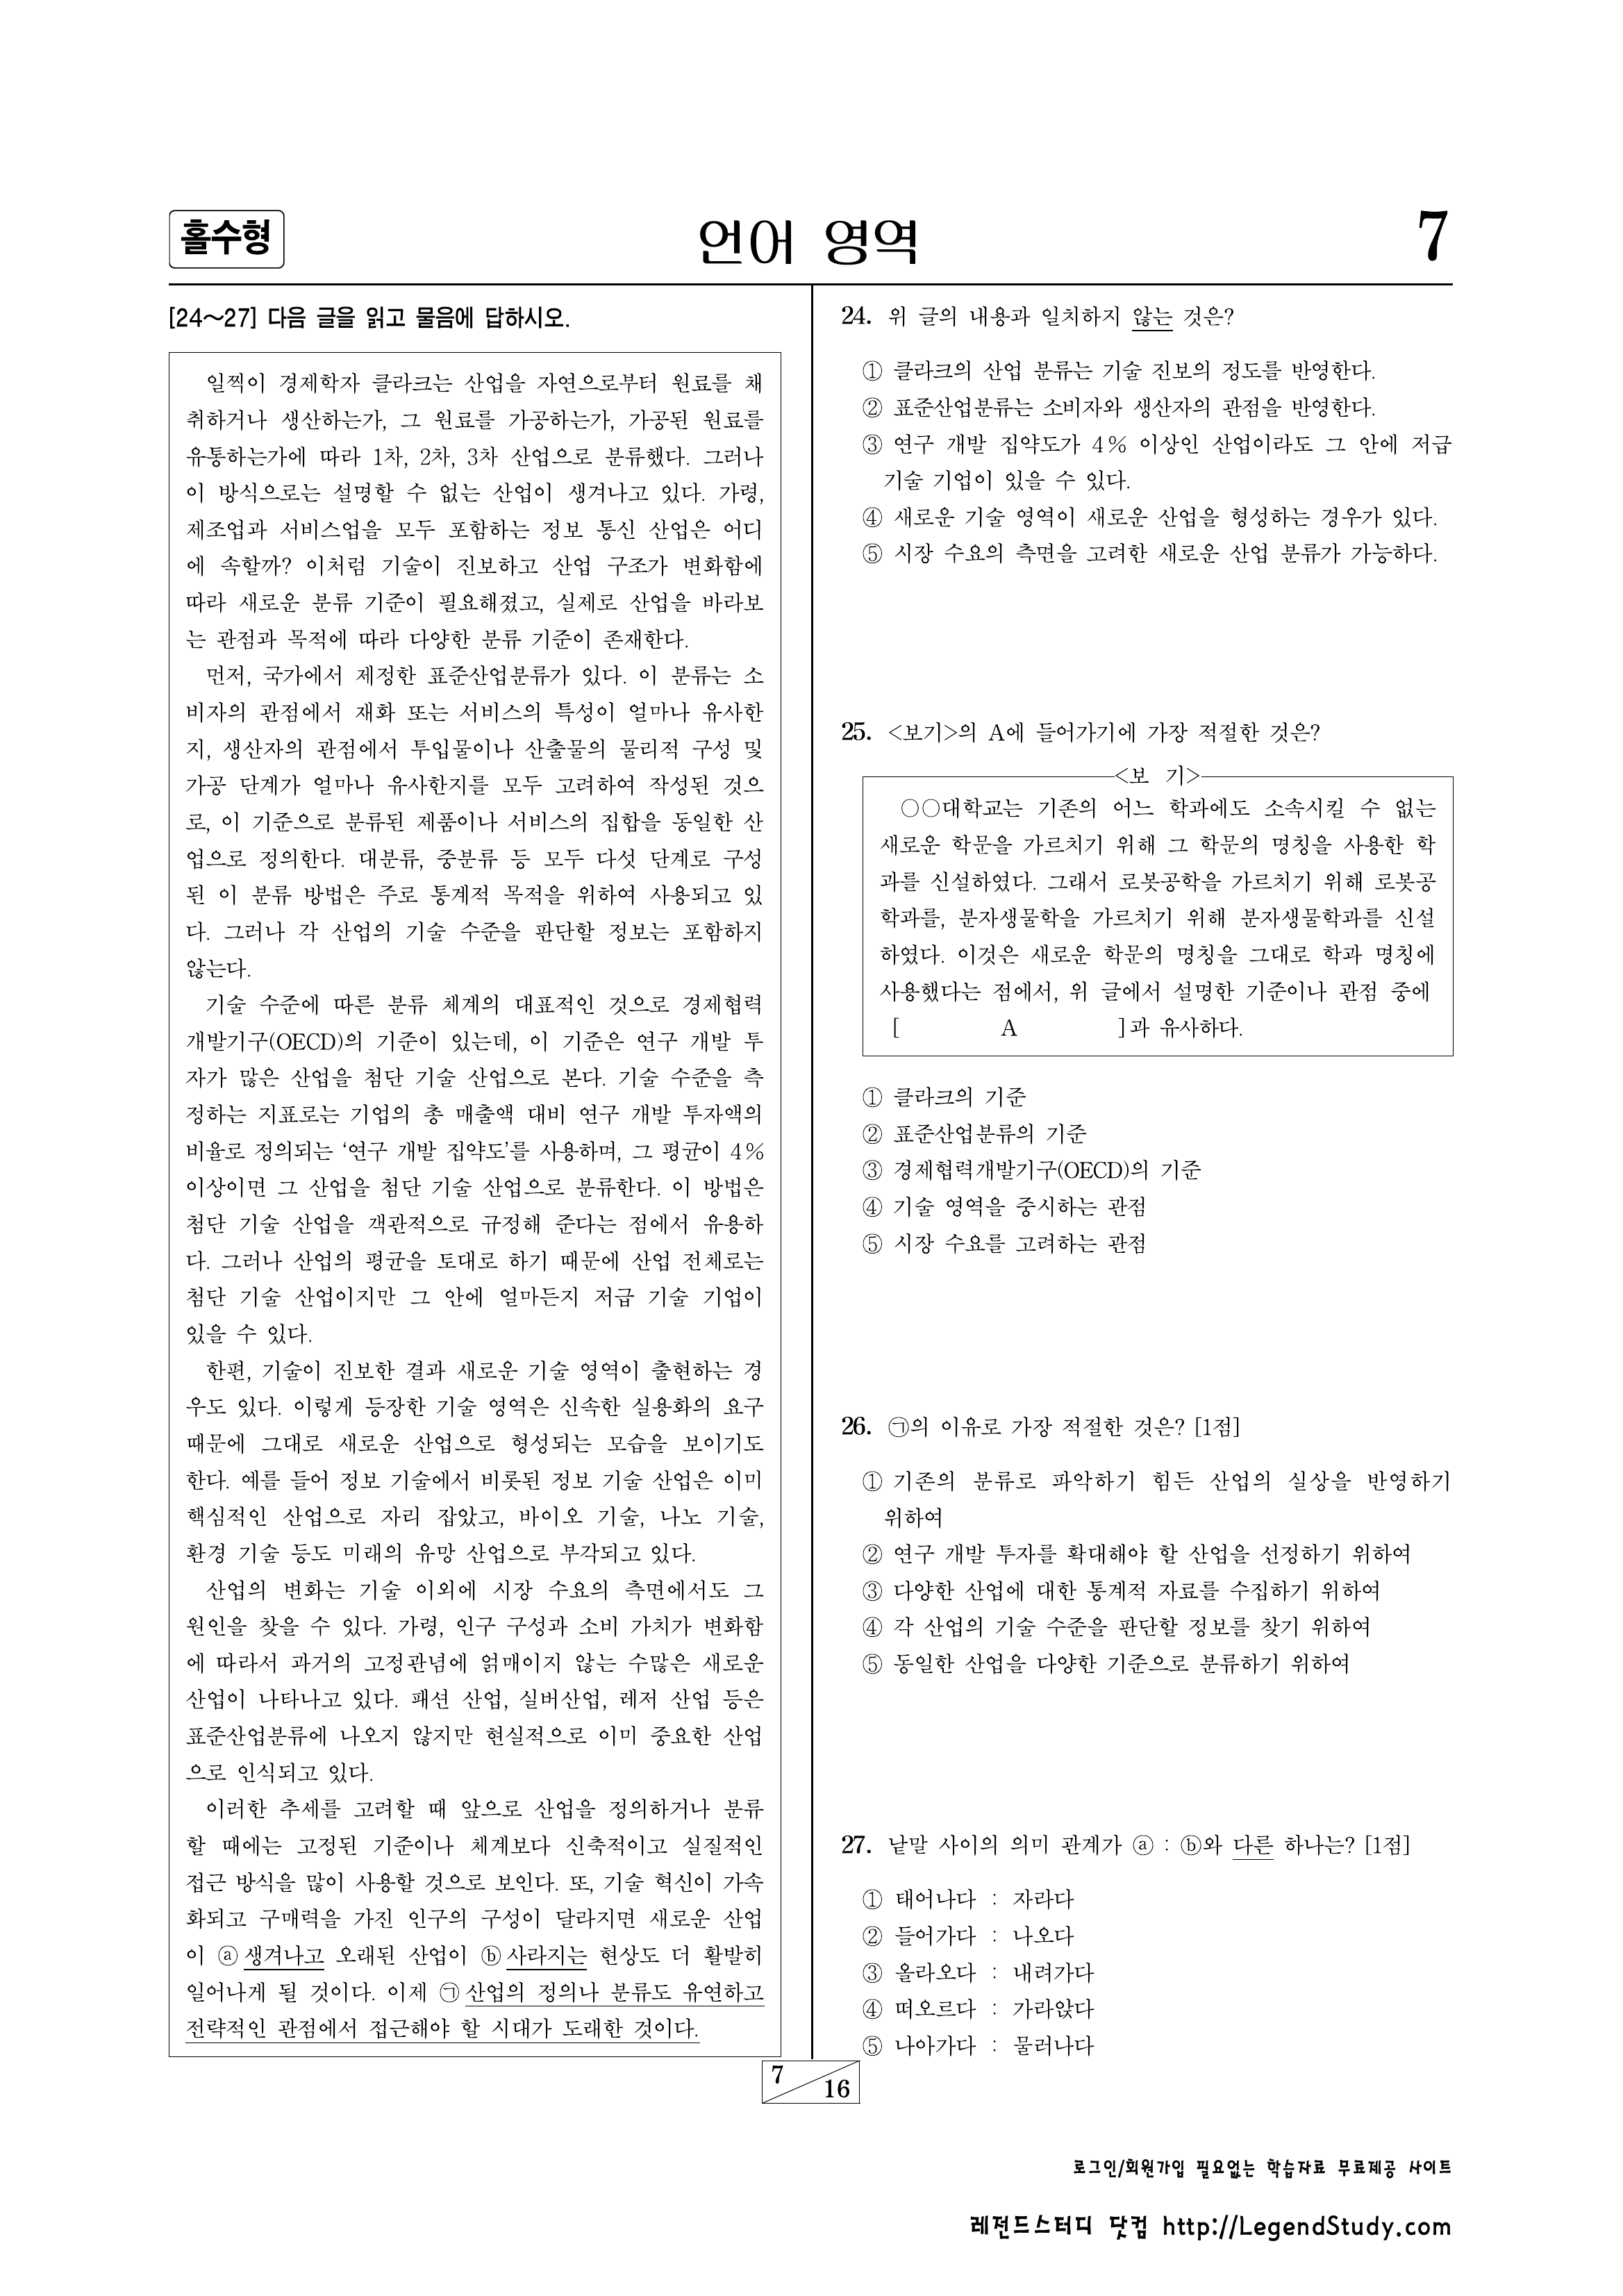 홀수형
언어 영역
7
[24~27] 다음 글을 읽고 물음에 답하시오.
일찍이 경제학자 클라크는 산업을 자연으로부터 원료를 채
취하거나 생산하는가, 그 원료를 가공하는가, 가공된 원료를
유통하는가에 따라 1차, 2차, 3차 산업으로 분류했다. 그러나
이 방식으로는 설명할 수 없는 산업이 생겨나고 있다. 가령,
제조업과 서비스업을 모두 포함하는 정보 통신 산업은 어디
에 속할까? 이처럼 기술이 진보하고 산업 구조가 변화함에
따라 새로운 분류 기준이 필요해졌고, 실제로 산업을 바라보
는 관점과 목적에 따라 다양한 분류 기준이 존재한다.
먼저, 국가에서 제정한 표준산업분류가 있다. 이 분류는 소
비자의 관점에서 재화 또는 서비스의 특성이 얼마나 유사한
지, 생산자의 관점에서 투입물이나 산출물의 물리적 구성 및
가공 단계가 얼마나 유사한지를 모두 고려하여 작성된 것으
로, 이 기준으로 분류된 제품이나 서비스의 집합을 동일한 산
업으로 정의한다. 대분류, 중분류 등 모두 다섯 단계로 구성
된 이 분류 방법은 주로 통계적 목적을 위하여 사용되고 있
다. 그러나 각 산업의 기술 수준을 판단할 정보는 포함하지
않는다.
기술 수준에 따른 분류 체계의 대표적인 것으로 경제협력
개발기구(OECD)의 기준이 있는데, 이 기준은 연구 개발 투
자가 많은 산업을 첨단 기술 산업으로 본다. 기술 수준을 측
정하는 지표로는 기업의 총 매출액 대비 연구 개발 투자액의
비율로 정의되는 ‘연구 개발 집약도’를 사용하며, 그 평균이 4%
이상이면 그 산업을 첨단 기술 산업으로 분류한다. 이 방법은
첨단 기술 산업을 객관적으로 규정해 준다는 점에서 유용하
다. 그러나 산업의 평균을 토대로 하기 때문에 산업 전체로는
첨단 기술 산업이지만 그 안에 얼마든지 저급 기술 기업이
있을 수 있다.
한편, 기술이 진보한 결과 새로운 기술 영역이 출현하는 경
우도 있다. 이렇게 등장한 기술 영역은 신속한 실용화의 요구
때문에 그대로 새로운 산업으로 형성되는 모습을 보이기도
한다. 예를 들어 정보 기술에서 비롯된 정보 기술 산업은 이미
핵심적인 산업으로 자리 잡았고, 바이오 기술, 나노 기술,
환경 기술 등도 미래의 유망 산업으로 부각되고 있다.
산업의 변화는 기술 이외에 시장 수요의 측면에서도 그
원인을 찾을 수 있다. 가령, 인구 구성과 소비 가치가 변화함
에 따라서 과거의 고정관념에 얽매이지 않는 수많은 새로운
산업이 나타나고 있다. 패션 산업, 실버산업, 레저 산업 등은
표준산업분류에 나오지 않지만 현실적으로 이미 중요한 산업
으로 인식되고 있다.
이러한 추세를 고려할 때 앞으로 산업을 정의하거나 분류
할 때에는 고정된 기준이나 체계보다 신축적이고 실질적인
접근 방식을 많이 사용할 것으로 보인다. 또, 기술 혁신이 가속
화되고 구매력을 가진 인구의 구성이 달라지면 새로운 산업
이 ⓐ생겨나고 오래된 산업이 ⓑ사라지는 현상도 더 활발히
일어나게 될 것이다. 이제 ㉠산업의 정의나 분류도 유연하고
전략적인 관점에서 접근해야 할 시대가 도래한 것이다.
24. 위 글의 내용과 일치하지 않는 것은?
① 클라크의 산업 분류는 기술 진보의 정도를 반영한다.
② 표준산업분류는 소비자와 생산자의 관점을 반영한다.
③ 연구 개발 집약도가 4% 이상인 산업이라도 그 안에 저급
기술 기업이 있을 수 있다.
④ 새로운 기술 영역이 새로운 산업을 형성하는 경우가 있다.
⑤ 시장 수요의 측면을 고려한 새로운 산업 분류가 가능하다.
25. <보기>의 A에 들어가기에 가장 적절한 것은?
<보 기>
○○대학교는 기존의 어느 학과에도 소속시킬 수 없는
새로운 학문을 가르치기 위해 그 학문의 명칭을 사용한 학
과를 신설하였다. 그래서 로봇공학을 가르치기 위해 로봇공
학과를, 분자생물학을 가르치기 위해 분자생물학과를 신설
하였다. 이것은 새로운 학문의 명칭을 그대로 학과 명칭에
사용했다는 점에서, 위 글에서 설명한 기준이나 관점 중에
[ A ]과 유사하다.
① 클라크의 기준
② 표준산업분류의 기준
③ 경제협력개발기구(OECD)의 기준
④ 기술 영역을 중시하는 관점
⑤ 시장 수요를 고려하는 관점
26. ㉠의 이유로 가장 적절한 것은? [1점]
① 기존의 분류로 파악하기 힘든 산업의 실상을 반영하기
위하여
② 연구 개발 투자를 확대해야 할 산업을 선정하기 위하여
③ 다양한 산업에 대한 통계적 자료를 수집하기 위하여
④ 각 산업의 기술 수준을 판단할 정보를 찾기 위하여
⑤ 동일한 산업을 다양한 기준으로 분류하기 위하여
27. 낱말 사이의 의미 관계가 ⓐ : ⓑ와 다른 하나는? [1점]
① 태어나다 : 자라다
② 들어가다 : 나오다
③ 올라오다 : 내려가다
④ 떠오르다 : 가라앉다
⑤ 나아가다 : 물러나다
7
16
로그인/회원가입 필요없는 학습자료 무료제공 사이트
레전드스터디 닷컴 http://LegendStudy.com